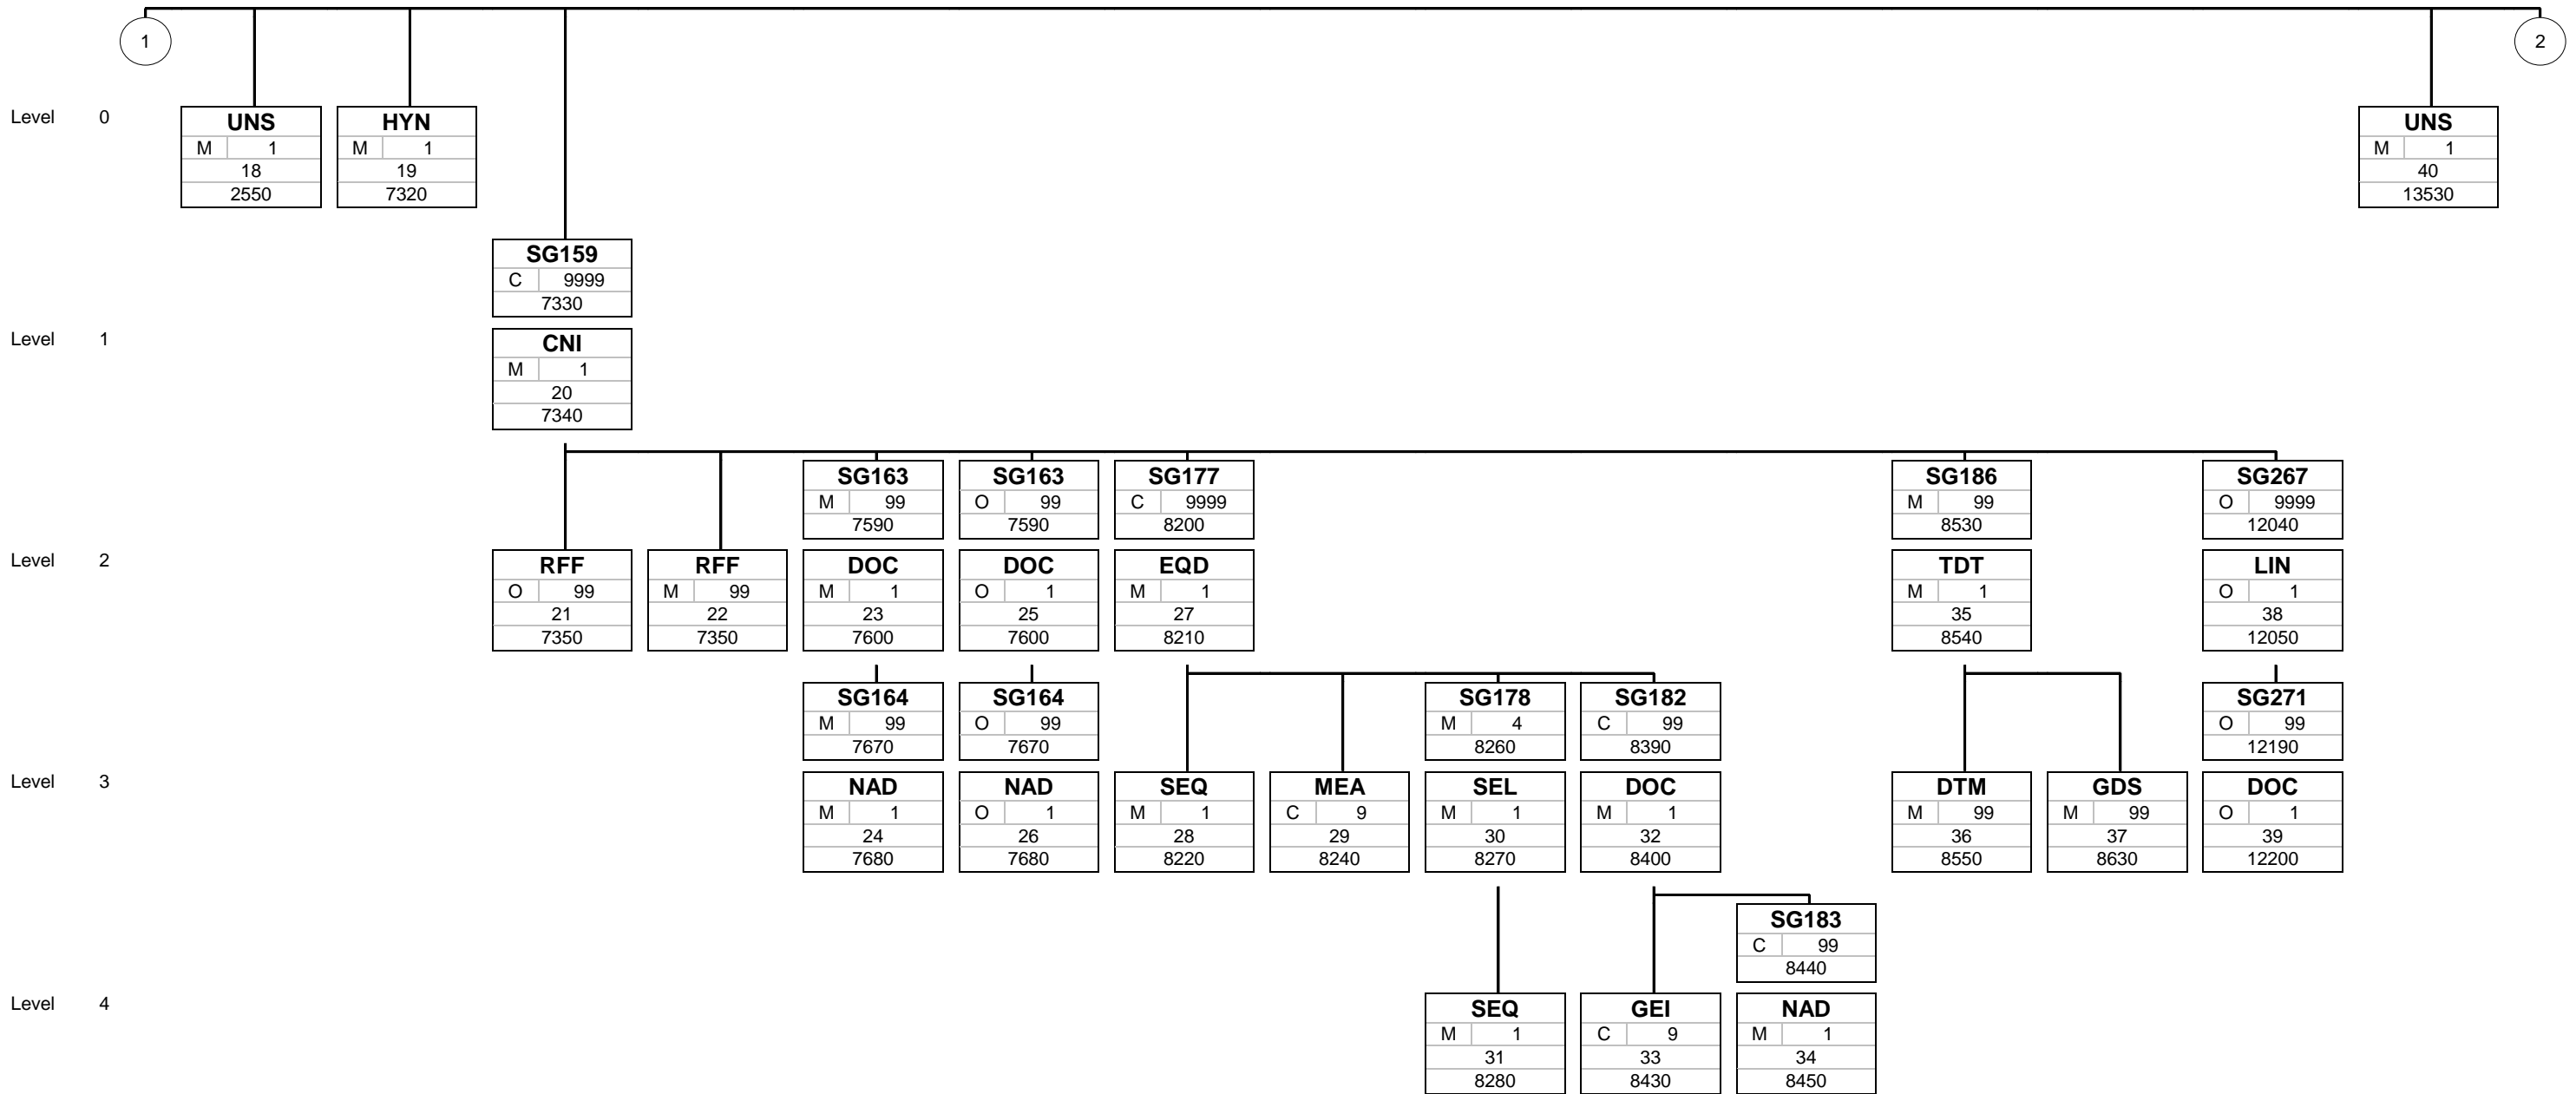 1
2
Level 0
UNS
M 1
18
2550
HYN
M 1
19
7320
UNS
M 1
40
13530
SG159
C 9999
7330
Level 1
CNI
M 1
20
7340
SG163
M 99
7590
SG163
O 99
7590
SG177
C 9999
8200
SG186
M 99
8530
SG267
O 9999
12040
Level 2
RFF
O 99
21
7350
RFF
M 99
22
7350
DOC
M 1
23
7600
DOC
O 1
25
7600
EQD
M 1
27
8210
TDT
M 1
35
8540
LIN
O 1
38
12050
SG164
M 99
7670
SG164
O 99
7670
SG178
M 4
8260
SG182
C 99
8390
SG271
O 99
12190
Level 3
NAD
M 1
24
7680
NAD
O 1
26
7680
SEQ
M 1
28
8220
MEA
C 9
29
8240
SEL
M 1
30
8270
DOC
M 1
32
8400
DTM
M 99
36
8550
GDS
M 99
37
8630
DOC
O 1
39
12200
SG183
C 99
8440
Level 4
SEQ
M 1
31
8280
GEI
C 9
33
8430
NAD
M 1
34
8450